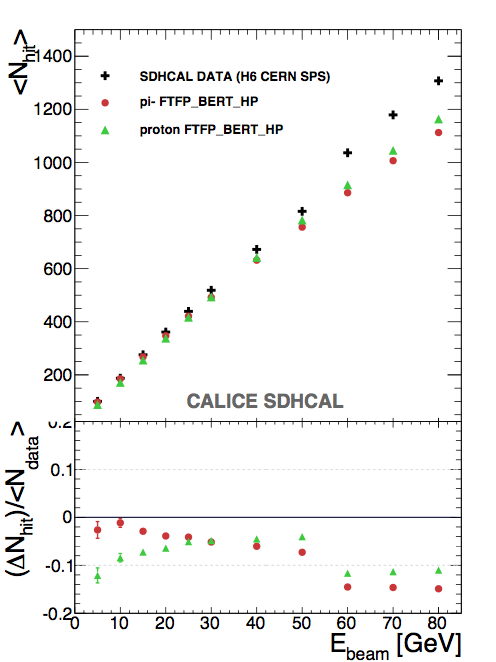 <N_hit>
1400
1200
1000
800
600
400
200
SDHCAL DATA (H6 CERN SPS)
pi- FTFP_BERT_HP
proton FTFP_BERT_HP
CALICE SDHCAL
(ΔN_hit)/<N_data>
0.2
0.1
0
-0.1
-0.2
0 10 20 30 40 50 60 70 80
E_beam [GeV]